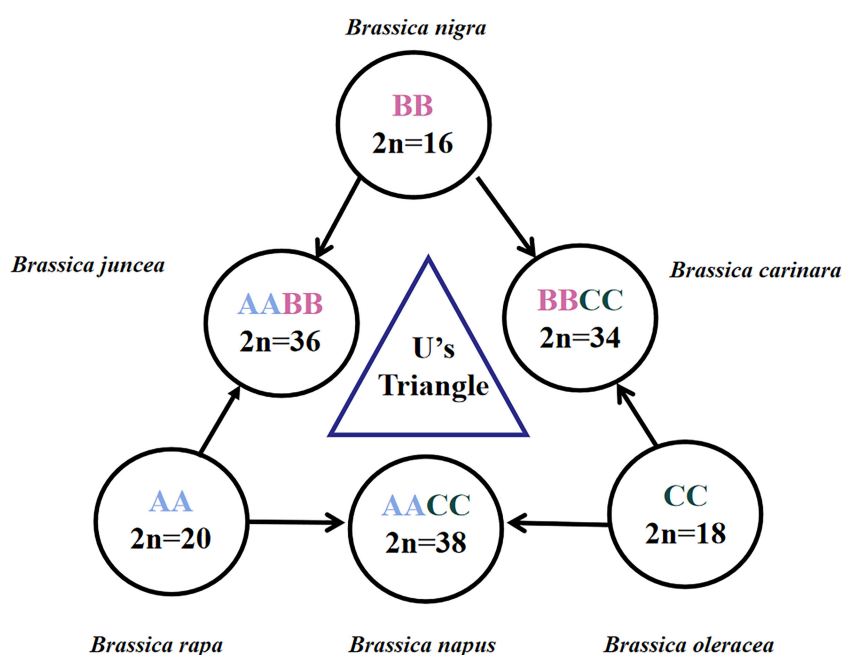 Brassica nigra
BB
2n=16
Brassica juncea
Brassica carinara
AABB
2n=36
BBCC
2n=34
U's
Triangle
AA
2n=20
AACC
2n=38
CC
2n=18
Brassica rapa
Brassica napus
Brassica oleracea